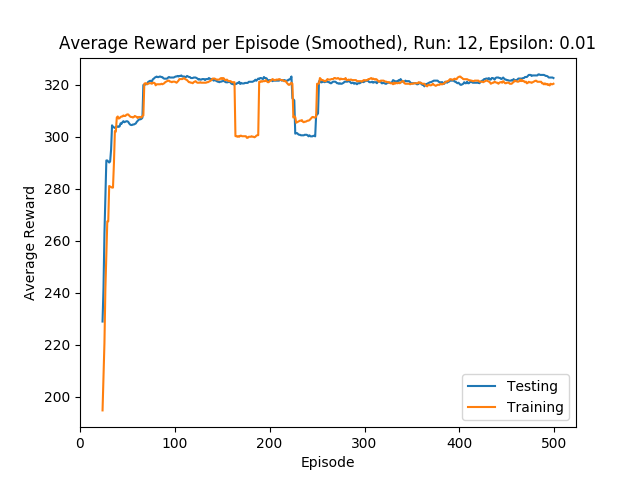 Average Reward per Episode (Smoothed), Run: 12, Epsilon: 0.01
320
300
280
260
240
220
200
Average Reward
0 100 200 300 400 500
Episode
Testing
Training